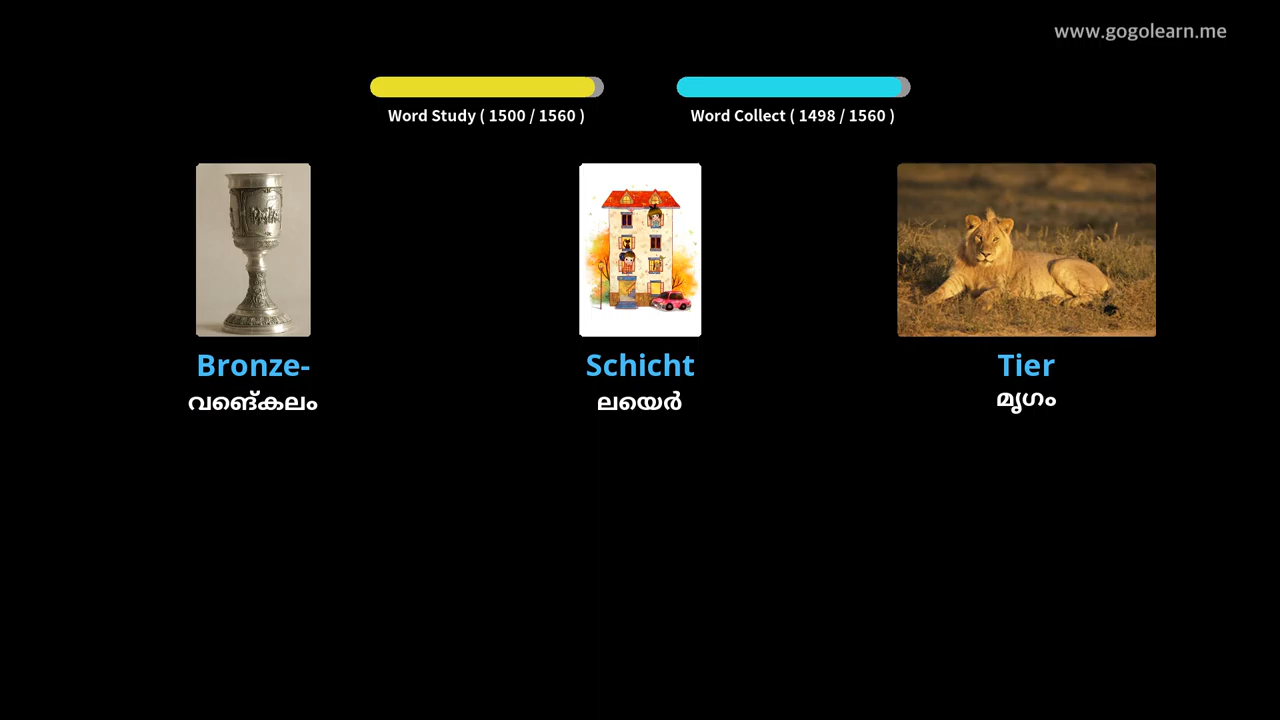 www.gogolearn.me
Word Study ( 1500 / 1560 )
Word Collect ( 1498 / 1560 )
Bronze-
Schicht
Tier
വെങ്കലം
ലയെർ
മൃഗം